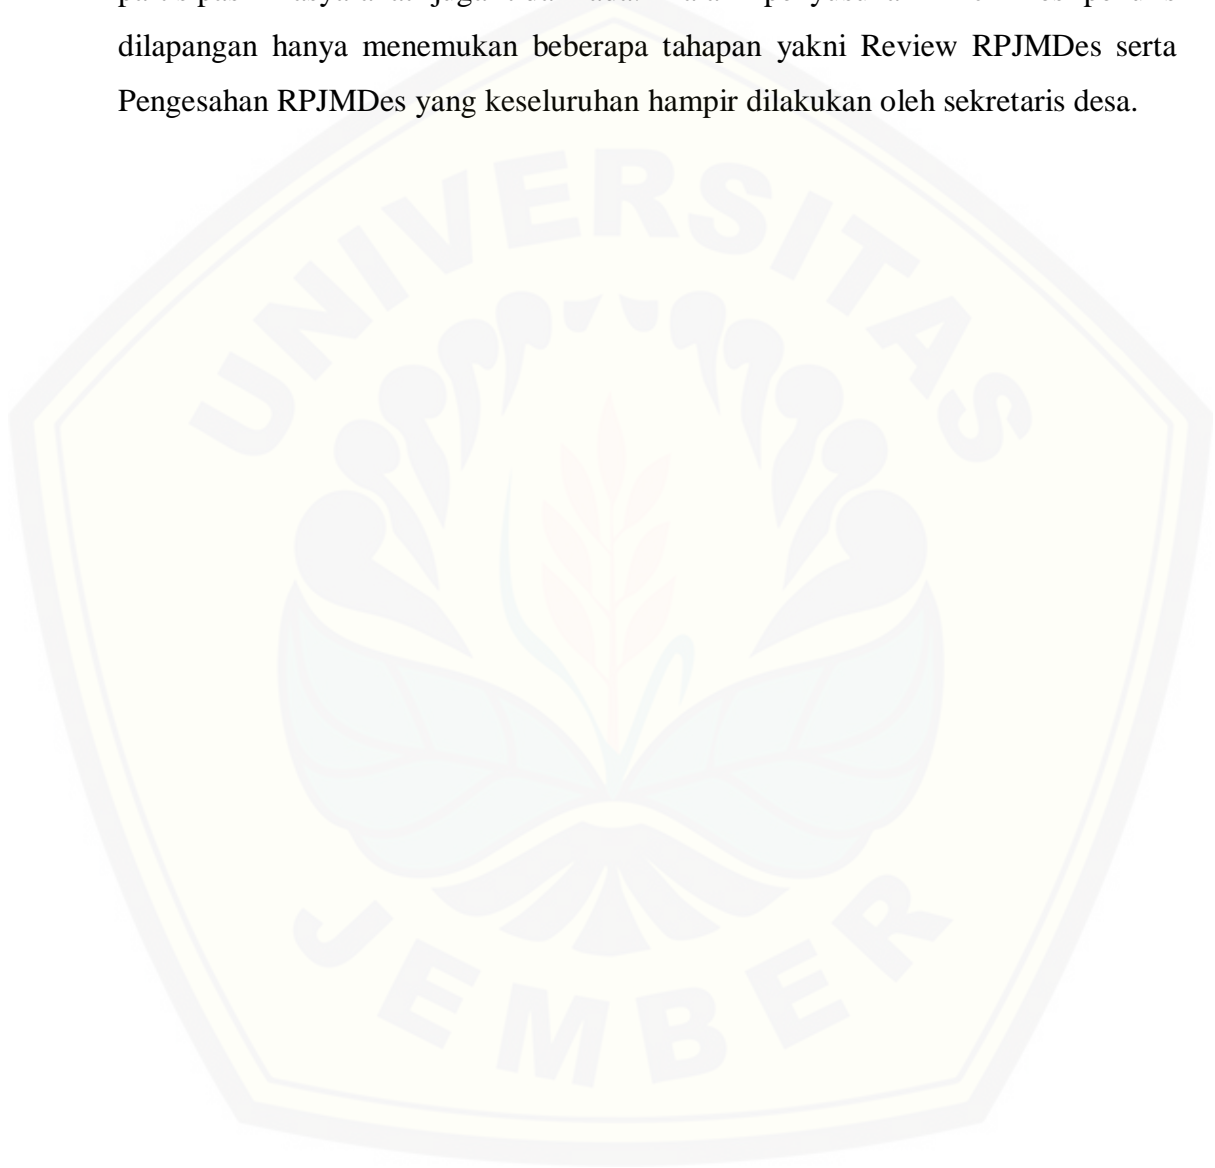 dilapangan hanya menemukan beberapa tahapan yakni Review RPJMDes serta
Pengesahan RPJMDes yang keseluruhan hampir dilakukan oleh sekretaris desa.
UNIVERSITAS
JEMBER